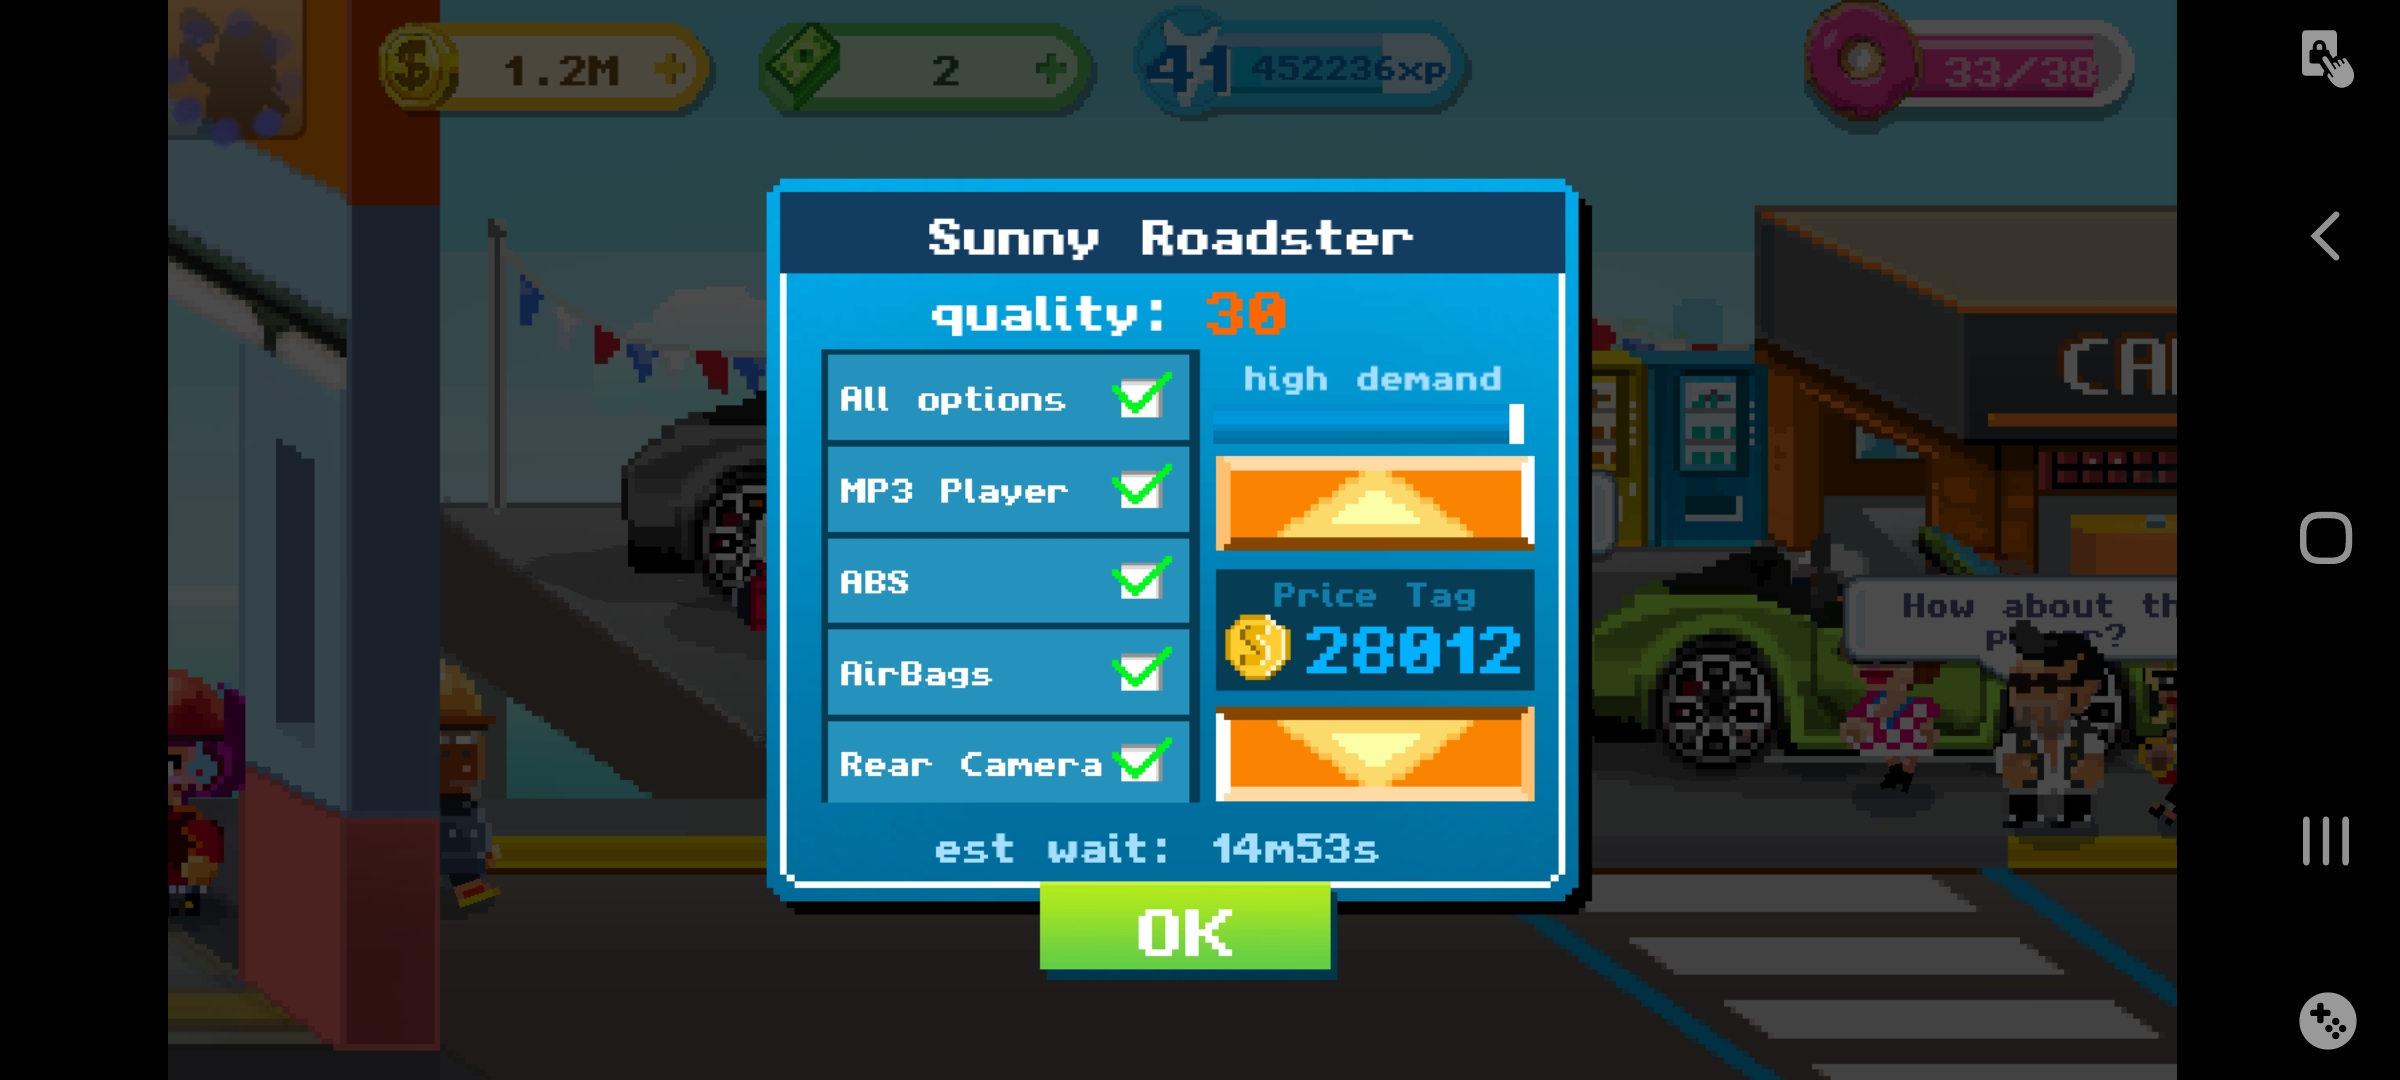 1.2M
2
41 452236xp
33/38
Sunny Roadster
quality: 30
All options
MP3 Player
ABS
AirBags
Rear Camera
high demand
Price Tag
28012
est wait: 14m53s
OK
CA
How about th